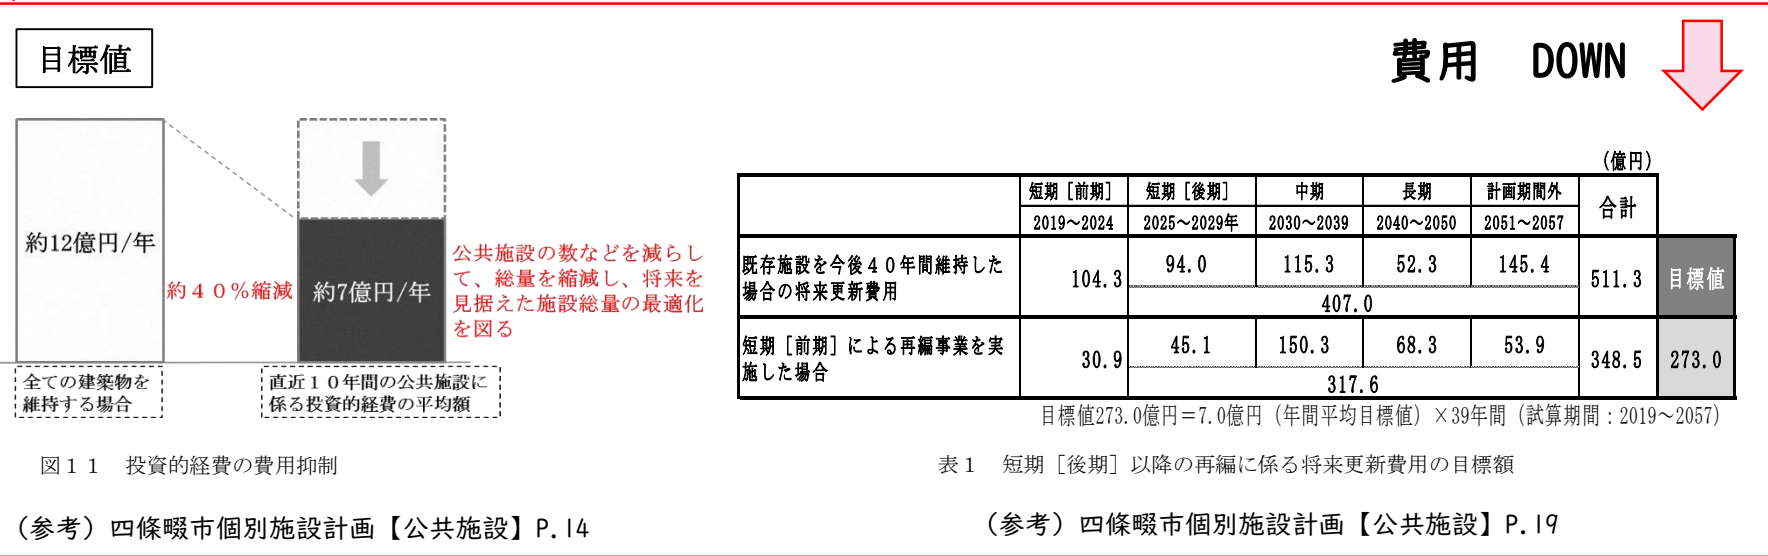 目標値
費用　DOWN
約12億円/年
約４０％縮減
約7億円/年
公共施設の数などを減らし
て、総量を縮減し、将来を
見据えた施設総量の最適化
を図る
全ての建築物を
維持する場合
直近１０年間の公共施設に
係る投資的経費の平均額
図１１　投資的経費の費用抑制
（参考）四條畷市個別施設計画【公共施設】P.14
（億円）
短期［前期］ 短期［後期］ 中期 長期 計画期間外 合計
2019～2024 2025～2029年 2030～2039 2040～2050 2051～2057
既存施設を今後４０年間維持した
場合の将来更新費用
104.3 94.0 115.3 52.3 145.4 511.3 目標値
407.0
短期［前期］による再編事業を実
施した場合
30.9 45.1 150.3 68.3 53.9 348.5 273.0
317.6
目標値273.0億円＝7.0億円（年間平均目標値）×39年間（試算期間：2019～2057）
表１　短期［後期］以降の再編に係る将来更新費用の目標額
（参考）四條畷市個別施設計画【公共施設】P.19